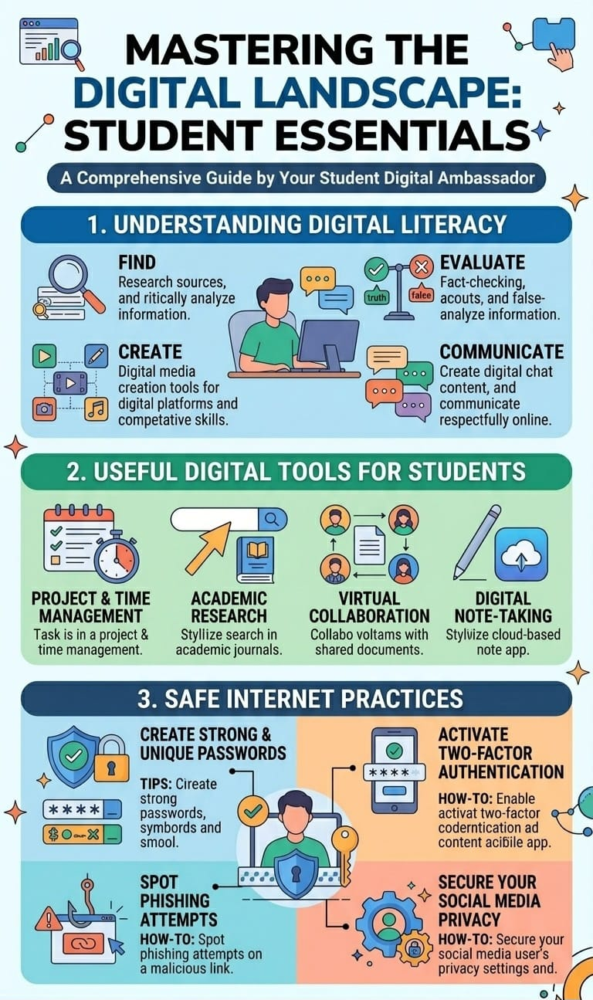 MASTERING THE
DIGITAL LANDSCAPE:
STUDENT ESSENTIALS
A Comprehensive Guide by Your Student Digital Ambassador
1. UNDERSTANDING DIGITAL LITERACY
FIND
Research sources,
and ritically analyze
information.
truth
falee
EVALUATE
Fact-checking,
acouts, and false-
analyze information.
CREATE
Digital media
creation tools for
digital platforms and
competative skills.
COMMUNICATE
Create digital chat
content, and
communicate
respectfully online.
2. USEFUL DIGITAL TOOLS FOR STUDENTS
PROJECT & TIME
MANAGEMENT
Task is in a project &
time management.
ACADEMIC
RESEARCH
Styllize search in
academic journals.
VIRTUAL
COLLABORATION
Collabo voltams with
shared documents.
DIGITAL
NOTE-TAKING
Stylvize cloud-based
note app.
3. SAFE INTERNET PRACTICES
CREATE STRONG &
UNIQUE PASSWORDS
TIPS: Cireate
strong
passwords,
symbords and
smool.
ACTIVATE
TWO-FACTOR
AUTHENTICATION
HOW-TO: Enable
activat two-factor
coderntication ad
content acibile app.
SPOT
PHISHING
ATTEMPTS
HOW-TO: Spot
phishing attempts on
a malicious link.
SECURE YOUR
SOCIAL MEDIA
PRIVACY
HOW-TO: Secure your
social media user's
privacy settings and.